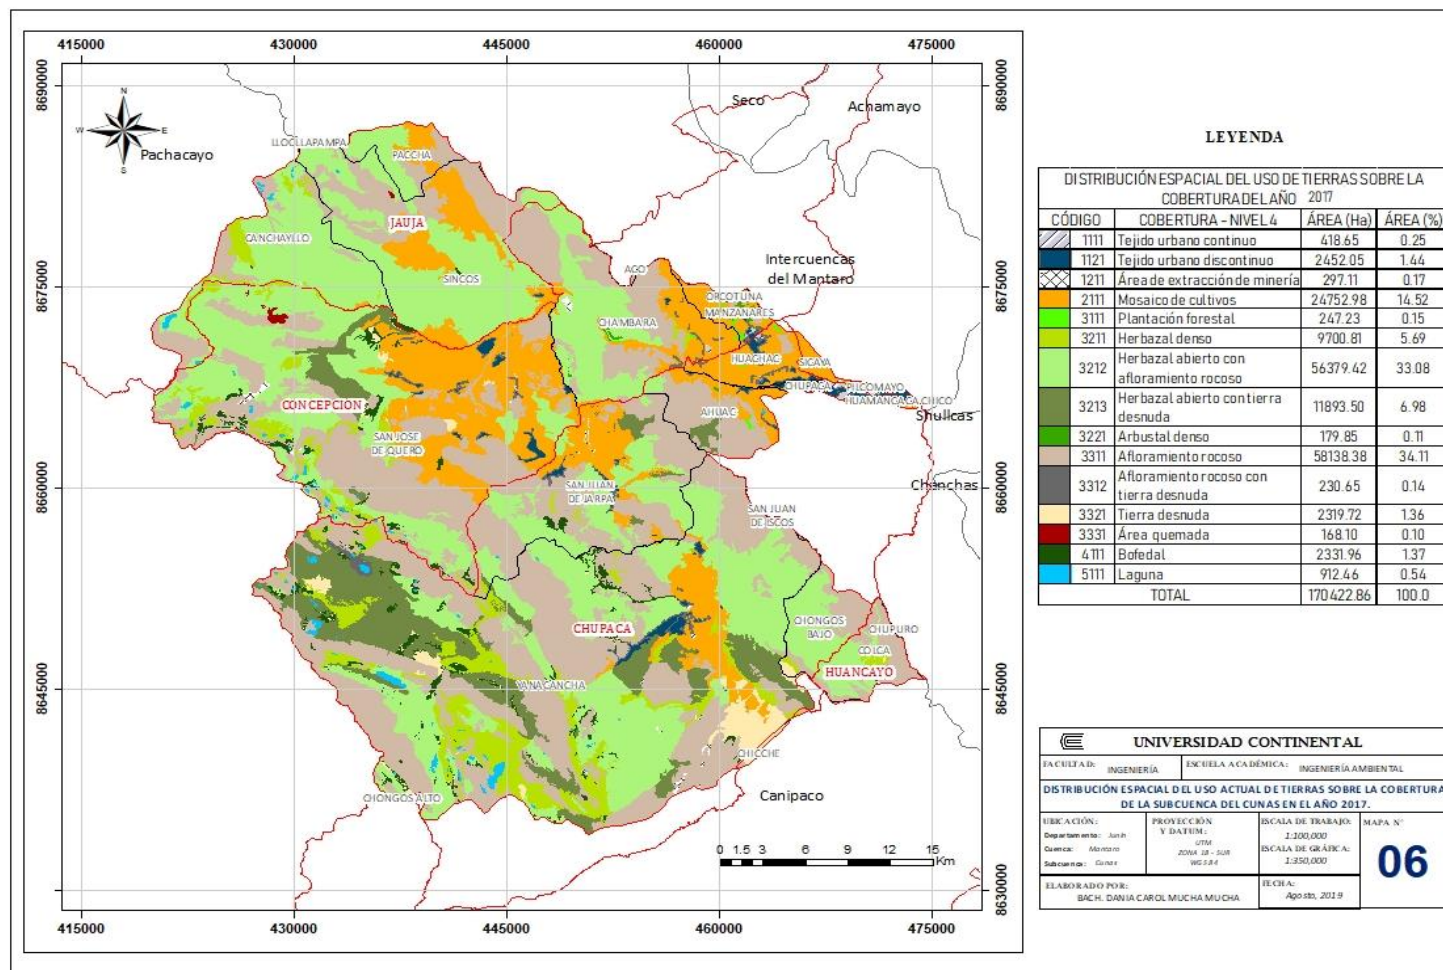 415000 430000 445000 460000 475000
8690000 8690000
8675000 8675000
8660000 8660000
8645000 8645000
8630000 8630000
N
W E
S
Pachacayo
Seco
Achamayo
LLOCLLAPAMPA
PACCHA
JAUJA
CANCHAYLLO
SINCOS
AGO
Intercuencas
del Mantaro
ORCOTUNA
MANZANARES
CHAMBARA
HUACHAC
SICAYA
CHUPACA
PILCOMAYO
HUAMANCACA CHICO
Shullcas
CONCEPCION
AHUAC
SAN JOSE
DE QUERO
SAN JUAN
DE JARPA
Chanchas
SAN JUAN
DE ISCOS
CHUPACA
CHONGOS
BAJO
CHUPURO
COLCA
HUANCAYO
YANACANCHA
CHICCHE
CHONGOS ALTO
Canipaco
0 1.5 3 6 9 12 15
Km
415000 430000 445000 460000 475000
LEYENDA
DISTRIBUCIÓN ESPACIAL DEL USO DE TIERRAS SOBRE LA
COBERTURA DEL AÑO 2017
CÓDIGO COBERTURA - NIVEL 4 ÁREA (Ha) ÁREA (%)
1111 Tejido urbano continuo 418.65 0.25
1121 Tejido urbano discontinuo 2452.05 1.44
1211 Área de extracción de minería 297.11 0.17
2111 Mosaico de cultivos 24752.98 14.52
3111 Plantación forestal 247.23 0.15
3211 Herbazal denso 9700.81 5.69
3212 Herbazal abierto con
afloramiento rocoso 56379.42 33.08
3213 Herbazal abierto con tierra
desnuda 11893.50 6.98
3221 Arbustal denso 179.85 0.11
3311 Afloramiento rocoso 58138.38 34.11
3312 Afloramiento rocoso con
tierra desnuda 230.65 0.14
3321 Tierra desnuda 2319.72 1.36
3331 Área quemada 168.10 0.10
4111 Bofedal 2331.96 1.37
5111 Laguna 912.46 0.54
TOTAL 170422.86 100.0
UNIVERSIDAD CONTINENTAL
FACULTAD: INGENIERÍA ESCUELA ACADÉMICA: INGENIERÍA AMBIENTAL
DISTRIBUCIÓN ESPACIAL DEL USO ACTUAL DE TIERRAS SOBRE LA COBERTURA
DE LA SUBCUENCA DEL CUNAS EN EL AÑO 2017.
UBICACIÓN:
Departamento: Junín
Cuenca: Mantaro
Subcuenca: Cunas
PROYECCIÓN
Y DATUM:
UTM
ZONA 18 - SUR
WGS 84
ESCALA DE TRABAJO:
1:100,000
ESCALA DE GRÁFICA:
1:350,000
MAPA N°
06
ELABORADO POR:
BACH. DANIA CAROL MUCHA MUCHA
FECHA:
Agosto, 2019